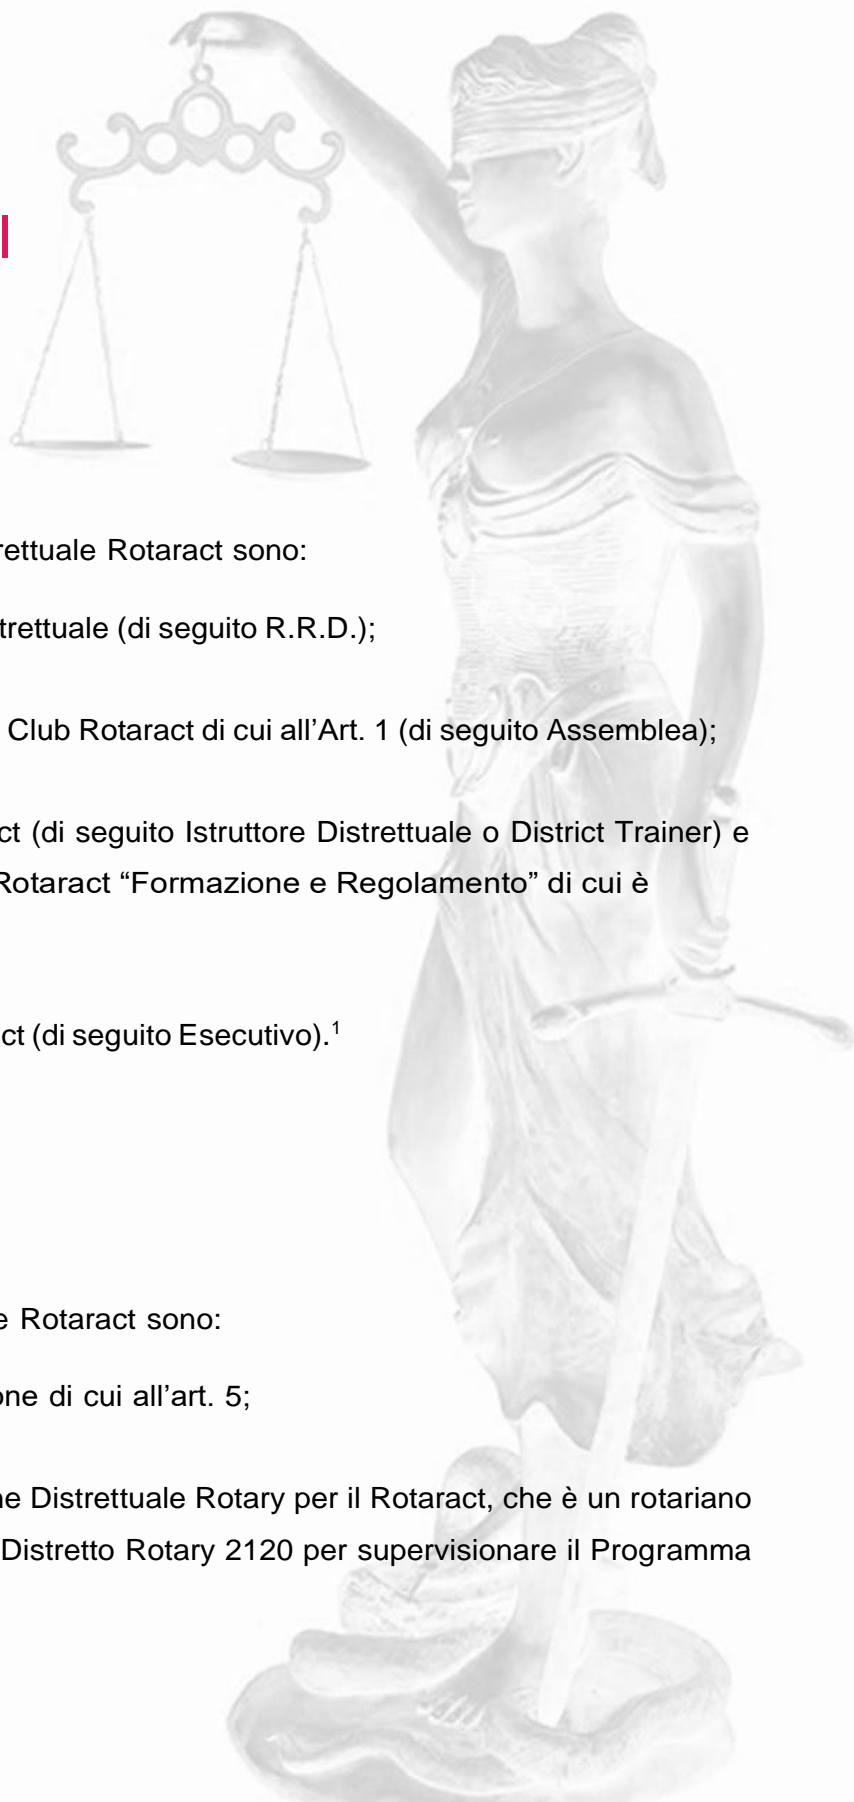 rettuale Rotaract sono:
trettuale (di seguito R.R.D.);
Club Rotaract di cui all’Art. 1 (di seguito Assemblea);
ct (di seguito Istruttore Distrettuale o District Trainer) e
Rotaract “Formazione e Regolamento” di cui è
ct (di seguito Esecutivo).¹
e Rotaract sono:
one di cui all’art. 5;
ne Distrettuale Rotary per il Rotaract, che è un rotariano
Distretto Rotary 2120 per supervisionare il Programma